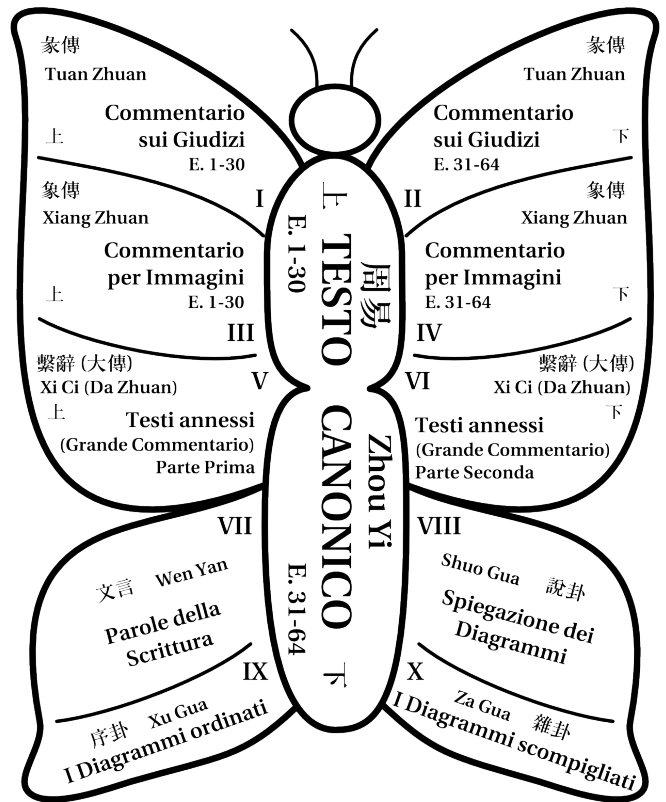 彖傳
Tuan Zhuan
Commentario
sui Giudizi
上
E. 1-30
I
彖傳
Tuan Zhuan
Commentario
sui Giudizi
下
E. 31-64
II
象傳
Xiang Zhuan
Commentario
per Immagini
上
E. 1-30
III
象傳
Xiang Zhuan
Commentario
per Immagini
下
E. 31-64
IV
繫辭 (大傳)
Xi Ci (Da Zhuan)
上
V
Testi annessi
(Grande Commentario)
Parte Prima
繫辭 (大傳)
Xi Ci (Da Zhuan)
下
VI
Testi annessi
(Grande Commentario)
Parte Seconda
周易
Zhou Yi
上 TESTO CANONICO 下
E. 1-30
E. 31-64
VII
文言 Wen Yan
Parole della
Scrittura
VIII
Shuo Gua 說卦
Spiegazione dei
Diagrammi
IX
序卦 Xu Gua
I Diagrammi ordinati
X
Za Gua 雜卦
I Diagrammi scompigliati